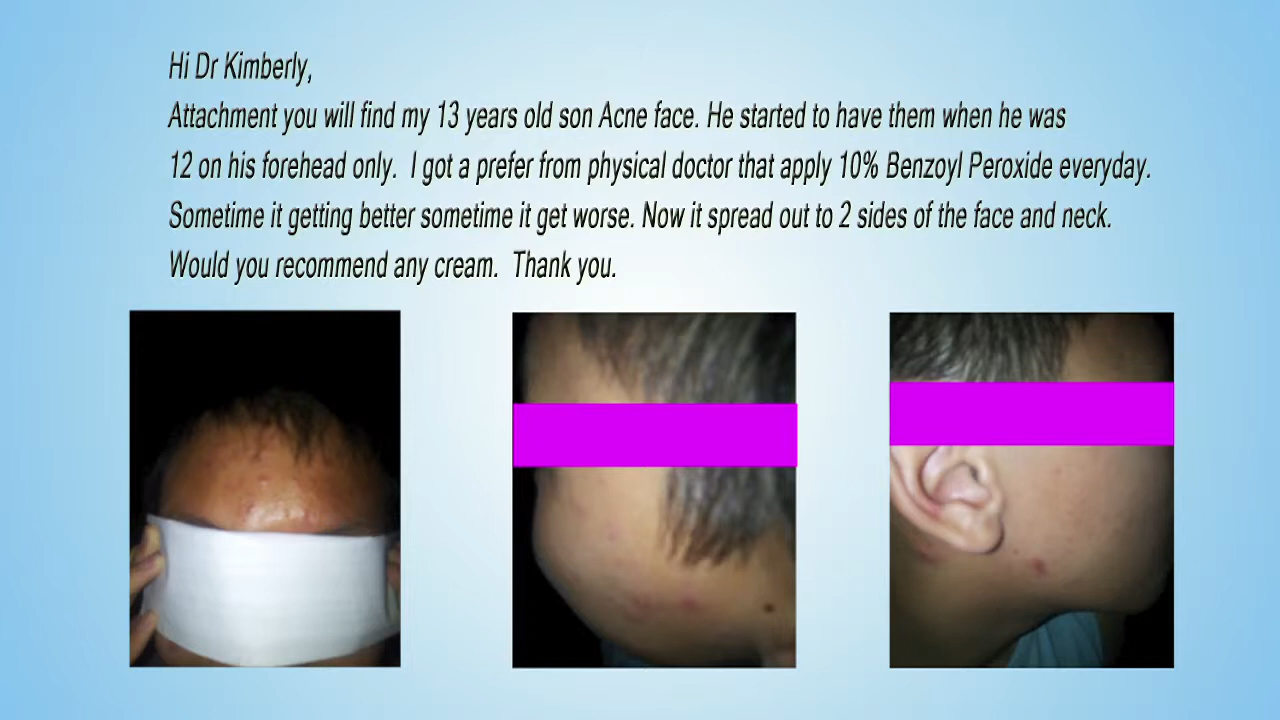 Hi Dr Kimberly,
Attachment you will find my 13 years old son Acne face. He started to have them when he was
12 on his forehead only. I got a prefer from physical doctor that apply 10% Benzoyl Peroxide everyday.
Sometime it getting better sometime it get worse. Now it spread out to 2 sides of the face and neck.
Would you recommend any cream. Thank you.